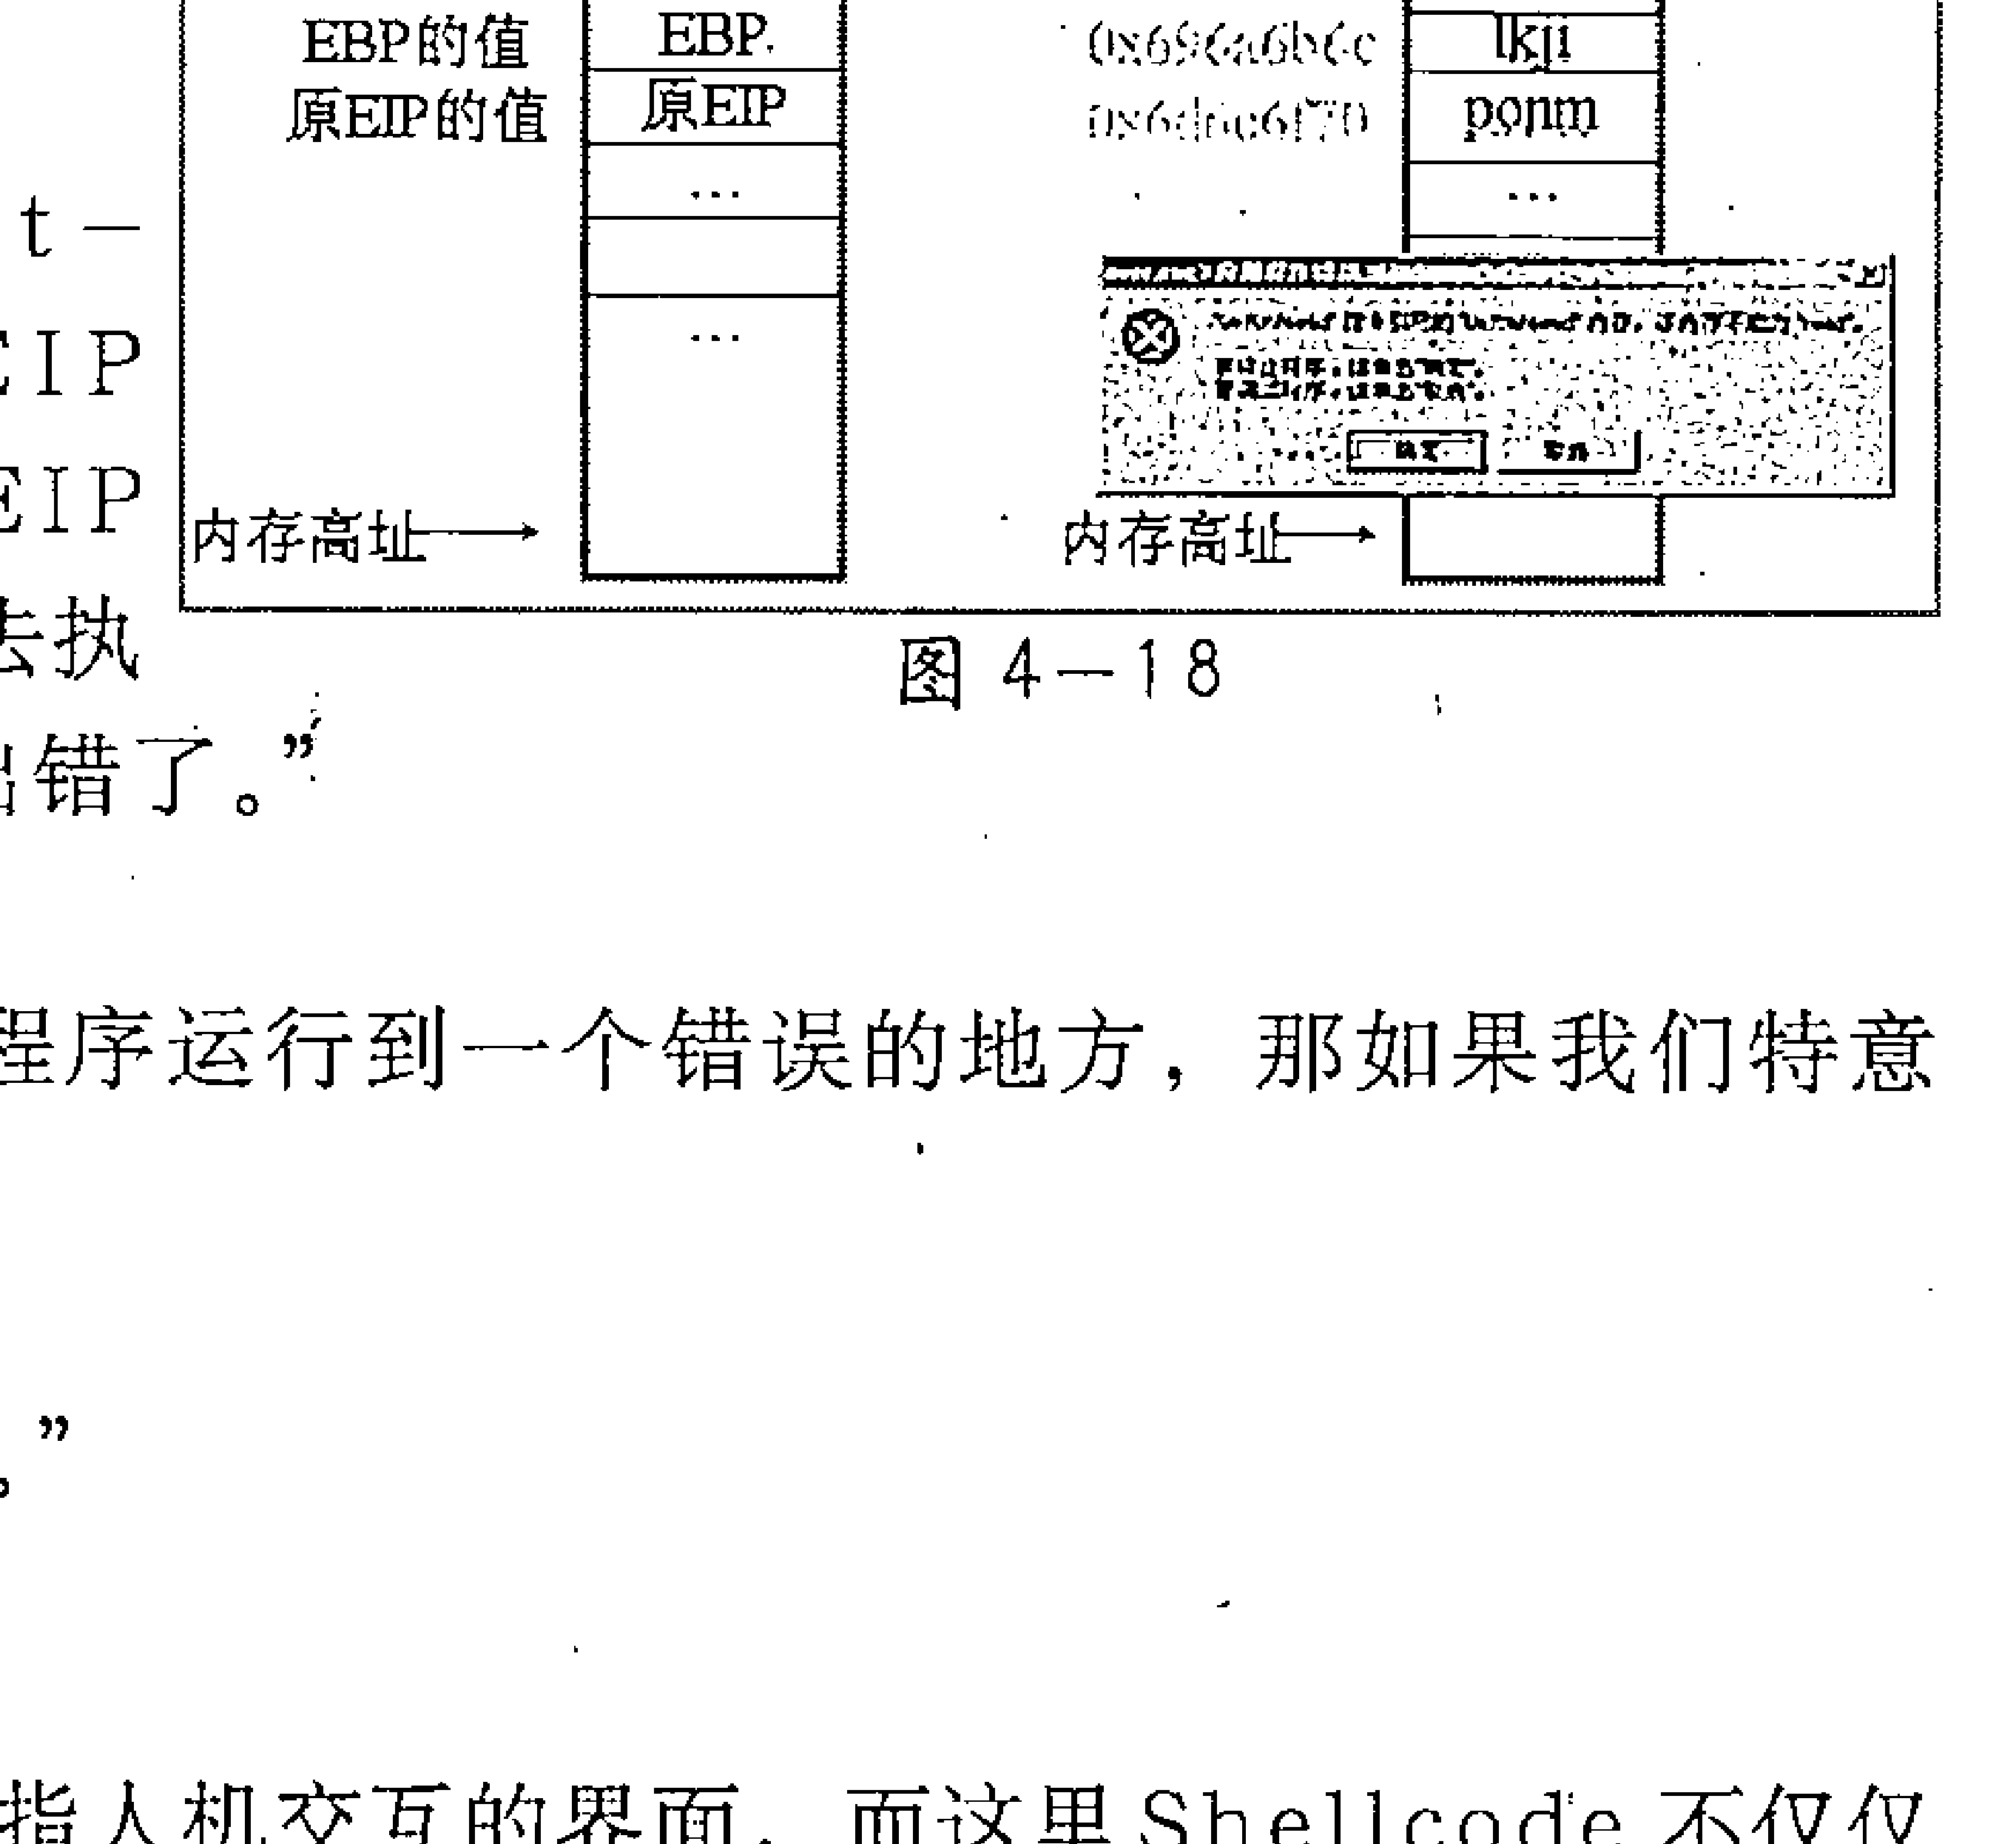 EBP的值 EBP lkji
原EIP的值 原EIP ponm
... ...
...
内存高址 内存高址
图 4-18
t-
EIP
EIP
去执
出错了。”
程序运行到一个错误的地方，那如果我们特意
。”
指人机交互的界面，而这里Shellcode不仅仅